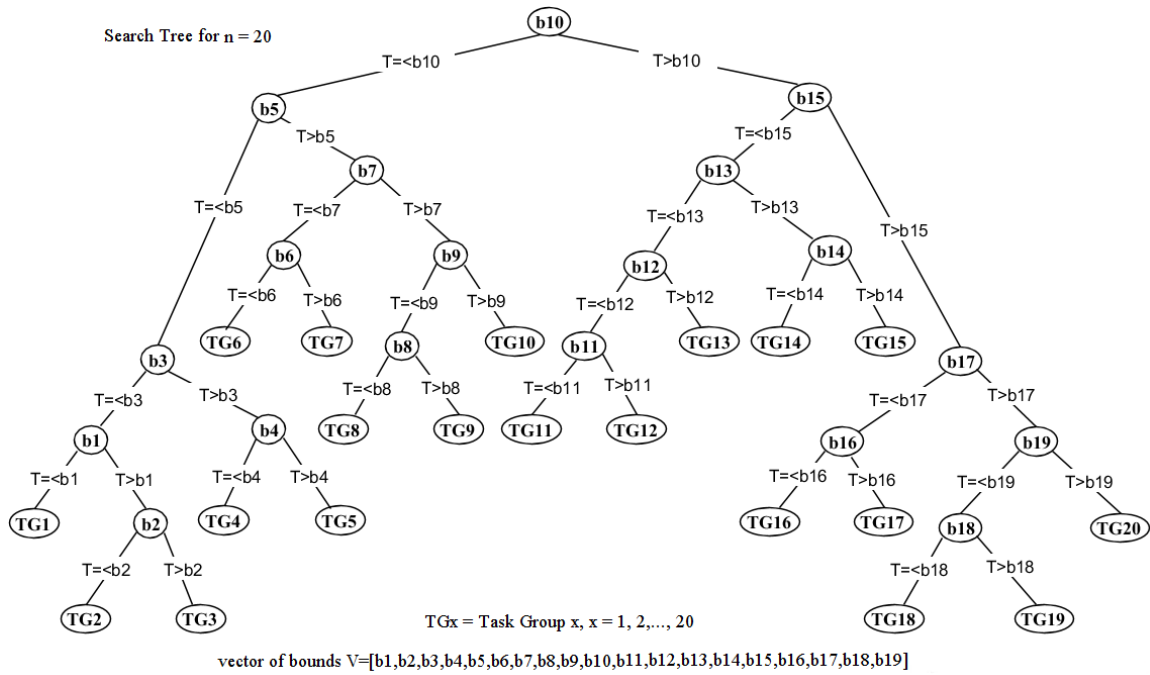 b10
Search Tree for n = 20
T=<b10
T>b10
b5
b15
T>b5
T=<b15
b7
b13
T=<b5
T=<b7
T>b7
T=<b13
T>b13
T>b15
b6
b9
b12
b14
T=<b6
T>b6
T=<b9
T>b9
T=<b12
T>b12
T=<b14
T>b14
TG6
TG7
b8
TG10
b11
TG13
TG14
TG15
b3
b17
T=<b3
T>b3
T=<b8
T>b8
T=<b11
T>b11
T=<b17
T>b17
b1
b4
TG8
TG9
TG11
TG12
b16
b19
T=<b1
T>b1
T=<b4
T>b4
T=<b16
T>b16
T=<b19
T>b19
TG1
b2
TG4
TG5
TG16
TG17
b18
TG20
T=<b2
T>b2
T=<b18
T>b18
TG2
TG3
TG18
TG19
TGx = Task Group x, x = 1, 2,..., 20
vector of bounds V=[b1,b2,b3,b4,b5,b6,b7,b8,b9,b10,b11,b12,b13,b14,b15,b16,b17,b18,b19]